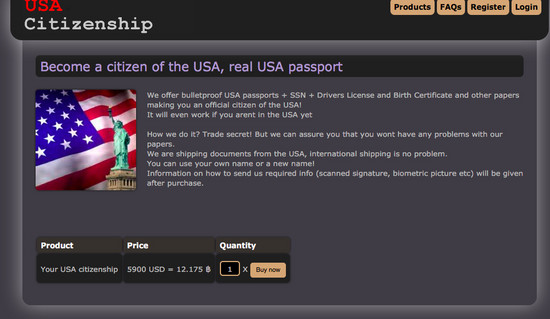 USA
Citizenship
Products FAQs Register Login
Become a citizen of the USA, real USA passport
We offer bulletproof USA passports + SSN + Drivers License and Birth Certificate and other papers
making you an official citizen of the USA!
It will even work if you arent in the USA yet
How we do it? Trade secret! But we can assure you that you wont have any problems with our
papers.
We are shipping documents from the USA, international shipping is no problem.
You can use your own name or a new name!
Information on how to send us required info (scanned signature, biometric picture etc) will be given
after purchase.
Product Price Quantity
Your USA citizenship 5900 USD = 12.175 ฿ 1 X Buy now